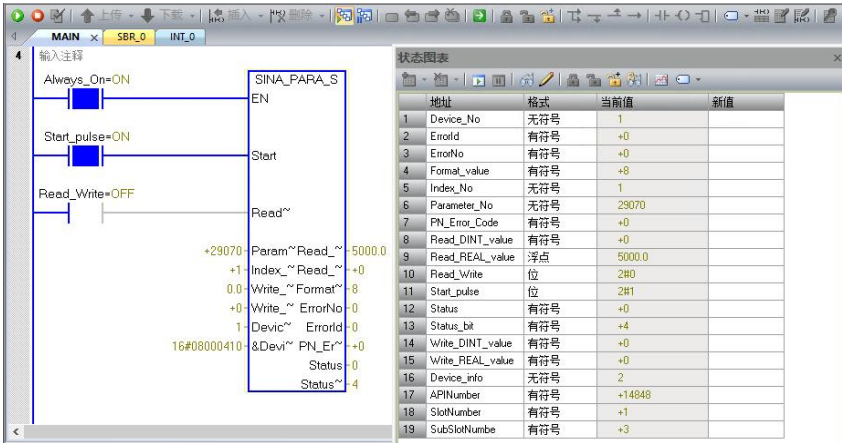 上传 下载 插入 删除
MAIN SBR_0 INT_0
4 输入注释
Always_On=ON
SINA_PARA_S
EN
Start_pulse=ON
Start
Read_Write=OFF
Read~
+29070 Param~ Read_~ 5000.0
+1 Index_~ Read_~ +0
0.0 Write_~ Format~ 8
+0 Write_~ ErrorNo 0
1 Devic~ ErrorId 0
16#08000410 &Devi~ PN_Er~ +0
Status 0
Status~ 4
状态图表
地址 格式 当前值 新值
1 Device_No 无符号 1
2 ErrorId 有符号 +0
3 ErrorNo 有符号 +0
4 Format_value 有符号 +8
5 Index_No 无符号 1
6 Parameter_No 无符号 29070
7 PN_Error_Code 有符号 +0
8 Read_DINT_value 有符号 +0
9 Read_REAL_value 浮点 5000.0
10 Read_Write 位 2#0
11 Start_pulse 位 2#1
12 Status 有符号 +0
13 Status_bit 有符号 +4
14 Write_DINT_value 有符号 +0
15 Write_REAL_value 有符号 +0
16 Device_info 无符号 2
17 APINumber 有符号 +14848
18 SlotNumber 有符号 +1
19 SubSlotNumbe 有符号 +3